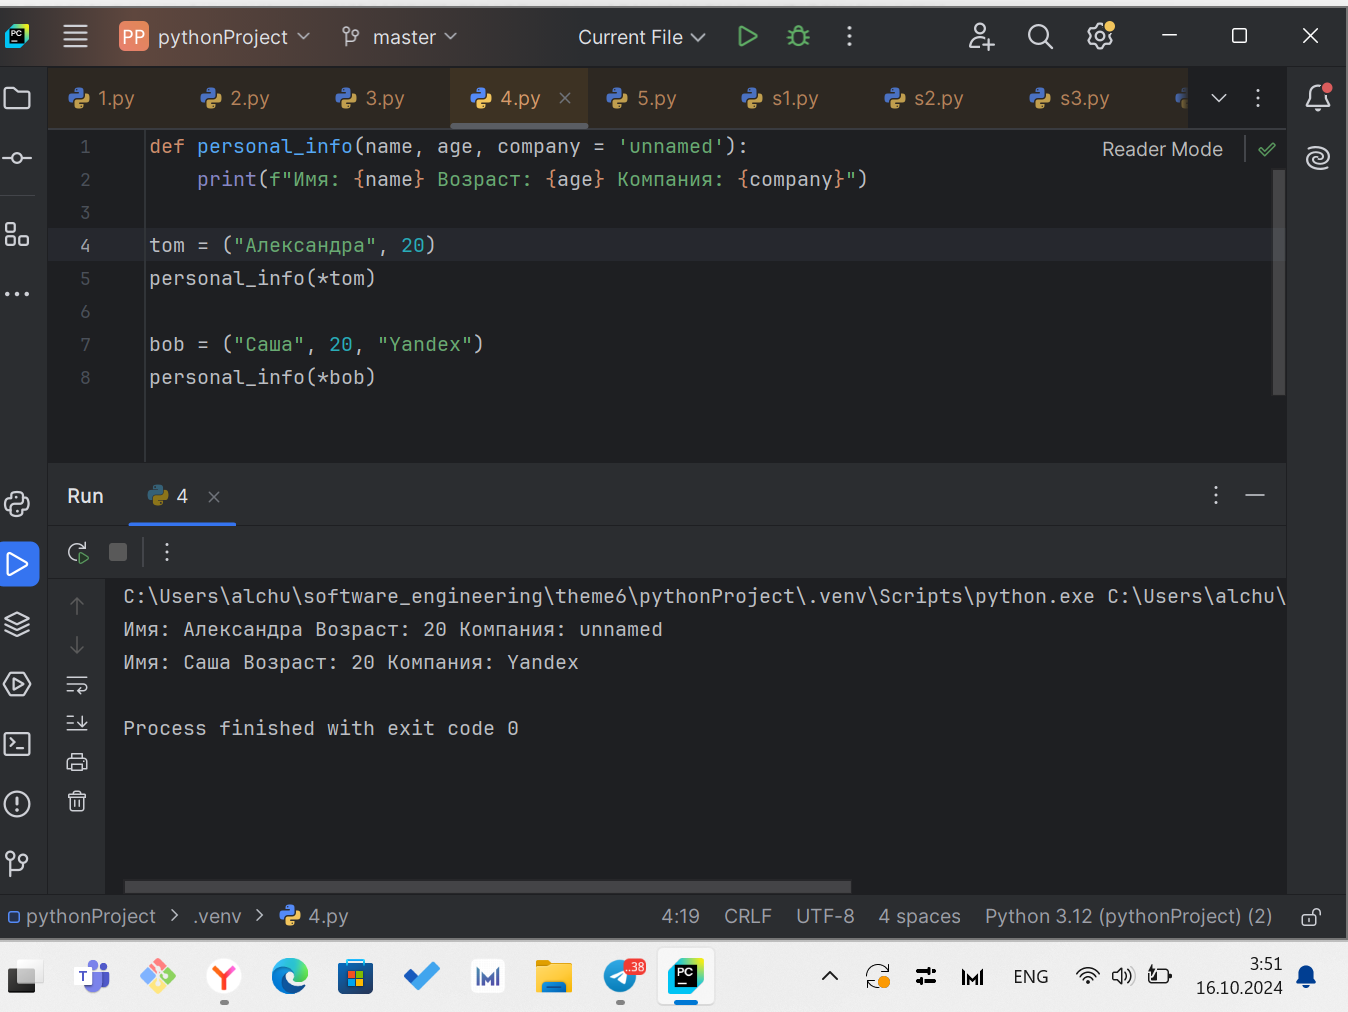 PC PP pythonProject master Current File
1.py 2.py 3.py 4.py 5.py s1.py s2.py s3.py
1 def personal_info(name, age, company = 'unnamed'): Reader Mode
2 print(f"Имя: {name} Возраст: {age} Компания: {company}")
3
4 tom = ("Александра", 20)
5 personal_info(*tom)
6
7 bob = ("Саша", 20, "Yandex")
8 personal_info(*bob)
Run 4
C:\Users\alchu\software_engineering\theme6\pythonProject\.venv\Scripts\python.exe C:\Users\alchu\
Имя: Александра Возраст: 20 Компания: unnamed
Имя: Саша Возраст: 20 Компания: Yandex
Process finished with exit code 0
pythonProject > .venv > 4.py 4:19 CRLF UTF-8 4 spaces Python 3.12 (pythonProject) (2)
T ..38 PC ENG 3:51
16.10.2024